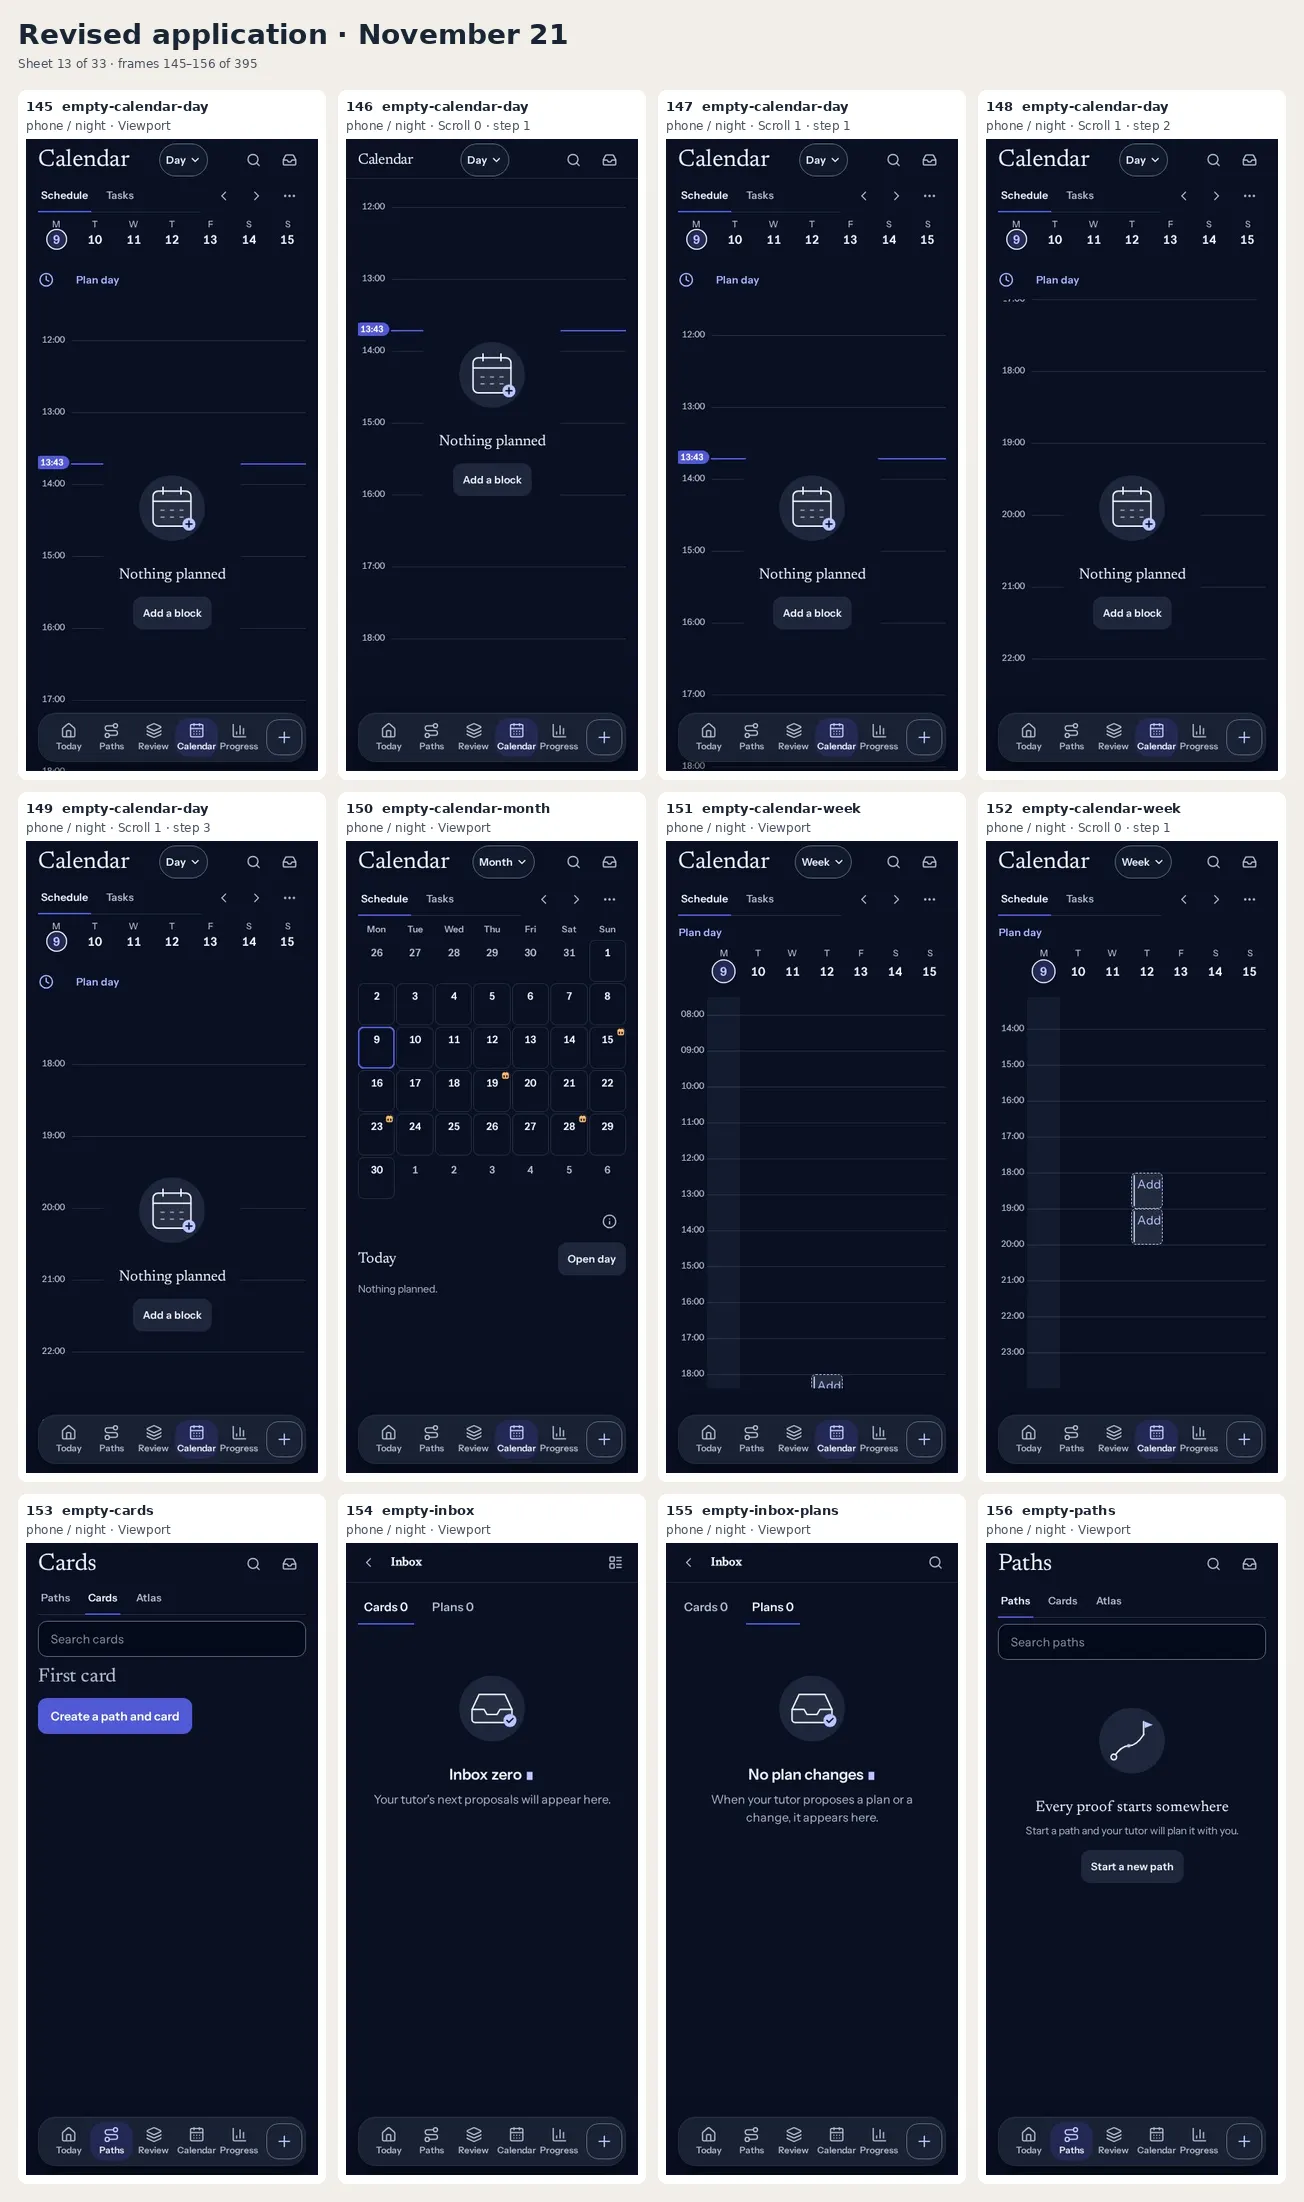 Revised application · November 21
Sheet 13 of 33 · frames 145–156 of 395
145 empty-calendar-day
phone / night · Viewport
Calendar
Day
Schedule
Tasks
M T W T F S S
9 10 11 12 13 14 15
Plan day
12:00
13:00
13:43
14:00
15:00
Nothing planned
Add a block
16:00
17:00
Today Paths Review Calendar Progress
18:00
146 empty-calendar-day
phone / night · Scroll 0 · step 1
Calendar
Day
12:00
13:00
13:43
14:00
15:00
Nothing planned
Add a block
16:00
17:00
18:00
Today Paths Review Calendar Progress
147 empty-calendar-day
phone / night · Scroll 1 · step 1
Calendar
Day
Schedule
Tasks
M T W T F S S
9 10 11 12 13 14 15
Plan day
12:00
13:00
13:43
14:00
15:00
Nothing planned
Add a block
16:00
17:00
Today Paths Review Calendar Progress
18:00
148 empty-calendar-day
phone / night · Scroll 1 · step 2
Calendar
Day
Schedule
Tasks
M T W T F S S
9 10 11 12 13 14 15
Plan day
17:00
18:00
19:00
20:00
Nothing planned
21:00
Add a block
22:00
Today Paths Review Calendar Progress
149 empty-calendar-day
phone / night · Scroll 1 · step 3
Calendar
Day
Schedule
Tasks
M T W T F S S
9 10 11 12 13 14 15
Plan day
18:00
19:00
20:00
Nothing planned
21:00
Add a block
22:00
Today Paths Review Calendar Progress
150 empty-calendar-month
phone / night · Viewport
Calendar
Month
Schedule
Tasks
Mon Tue Wed Thu Fri Sat Sun
26 27 28 29 30 31 1
2 3 4 5 6 7 8
9 10 11 12 13 14 15
16 17 18 19 20 21 22
23 24 25 26 27 28 29
30 1 2 3 4 5 6
Today
Open day
Nothing planned.
Today Paths Review Calendar Progress
151 empty-calendar-week
phone / night · Viewport
Calendar
Week
Schedule
Tasks
Plan day
M T W T F S S
9 10 11 12 13 14 15
08:00
09:00
10:00
11:00
12:00
13:00
14:00
15:00
16:00
17:00
18:00
Add
Today Paths Review Calendar Progress
152 empty-calendar-week
phone / night · Scroll 0 · step 1
Calendar
Week
Schedule
Tasks
Plan day
M T W T F S S
9 10 11 12 13 14 15
14:00
15:00
16:00
17:00
18:00
Add
19:00
Add
20:00
21:00
22:00
23:00
Today Paths Review Calendar Progress
153 empty-cards
phone / night · Viewport
Cards
Paths Cards Atlas
Search cards
First card
Create a path and card
Today Paths Review Calendar Progress
154 empty-inbox
phone / night · Viewport
Inbox
Cards 0 Plans 0
Inbox zero
Your tutor's next proposals will appear here.
Today Paths Review Calendar Progress
155 empty-inbox-plans
phone / night · Viewport
Inbox
Cards 0 Plans 0
No plan changes
When your tutor proposes a plan or a
change, it appears here.
Today Paths Review Calendar Progress
156 empty-paths
phone / night · Viewport
Paths
Paths Cards Atlas
Search paths
Every proof starts somewhere
Start a path and your tutor will plan it with you.
Start a new path
Today Paths Review Calendar Progress